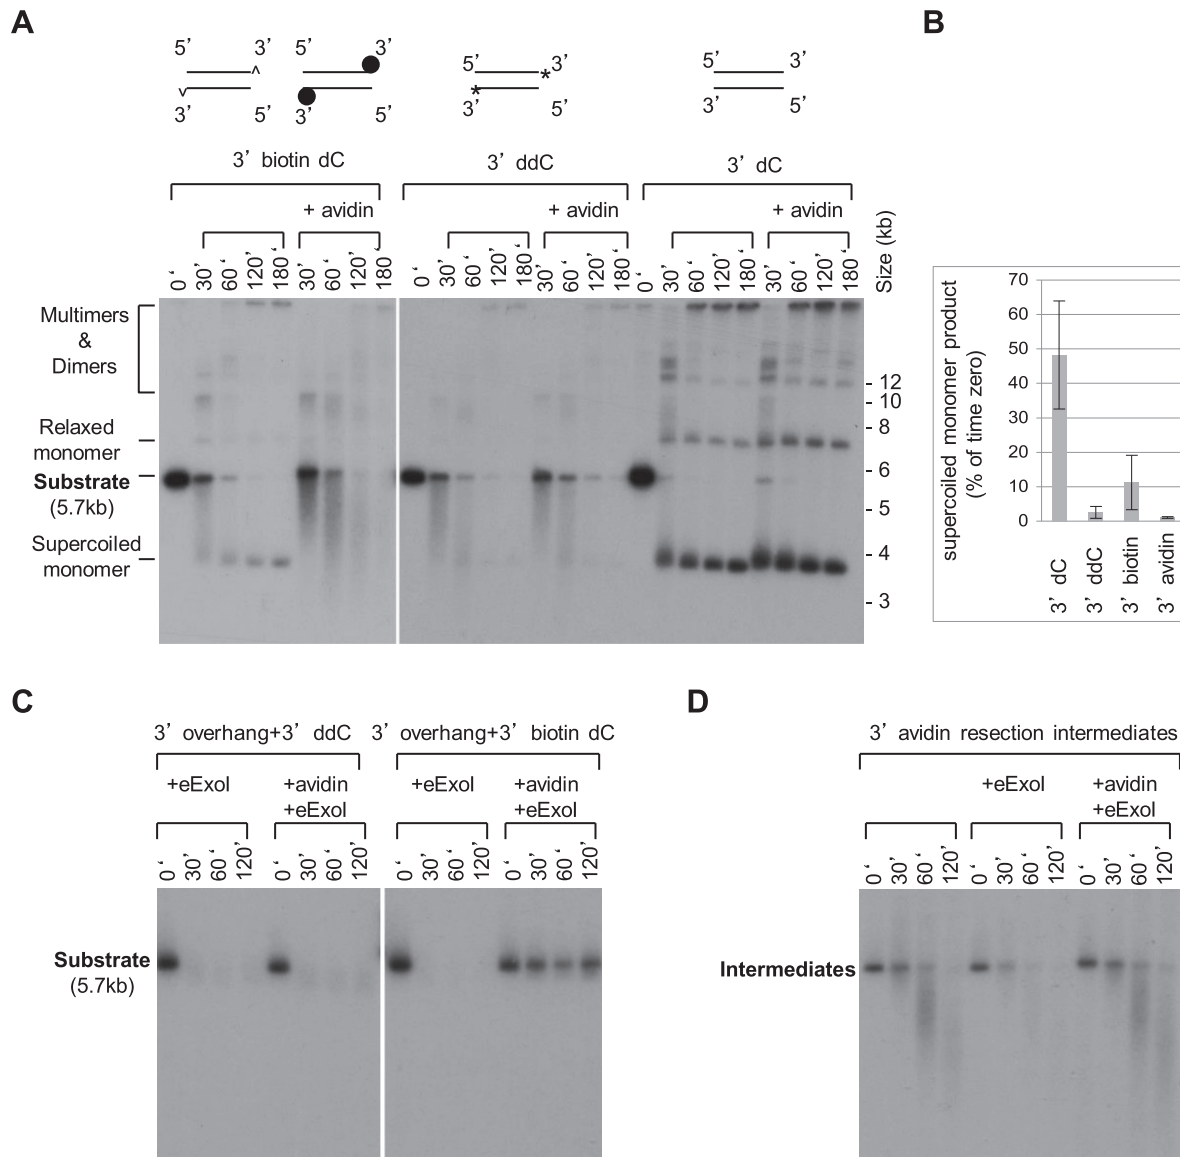 A
B
5’ 3’ 5’ 3’ 5’ * 3’ 5’ 3’
3’ 5’ 3’ 5’ * 3’ 5’ 3’ 5’
3’ biotin dC 3’ ddC 3’ dC
+ avidin + avidin + avidin
0‘ 30’ 60‘ 120’ 180‘ 30’ 60‘ 120’ 180‘ 0‘ 30’ 60‘ 120’ 180‘ 30’ 60‘ 120’ 180‘ 0‘ 30’ 60‘ 120’ 180‘ 30’ 60‘ 120’ 180‘
Size (kb)
Multimers
&
Dimers
Relaxed
monomer
Substrate
(5.7kb)
Supercoiled
monomer
- 12
- 10
- 8
- 6
- 5
- 4
- 3
supercoiled monomer product
(% of time zero)
70
60
50
40
30
20
10
0
3’ dC
3’ ddC
3’ biotin
3’ avidin
C
3’ overhang+3’ ddC 3’ overhang+3’ biotin dC
+eExoI +avidin +eExoI +avidin
+eExoI +eExoI
0‘ 30’ 60‘ 120’ 0‘ 30’ 60‘ 120’ 0‘ 30’ 60‘ 120’ 0‘ 30’ 60‘ 120’
Substrate
(5.7kb)
D
3’ avidin resection intermediates
+eExoI +avidin
+eExoI
0‘ 30’ 60‘ 120’ 0‘ 30’ 60‘ 120’ 0‘ 30’ 60‘ 120’
Intermediates